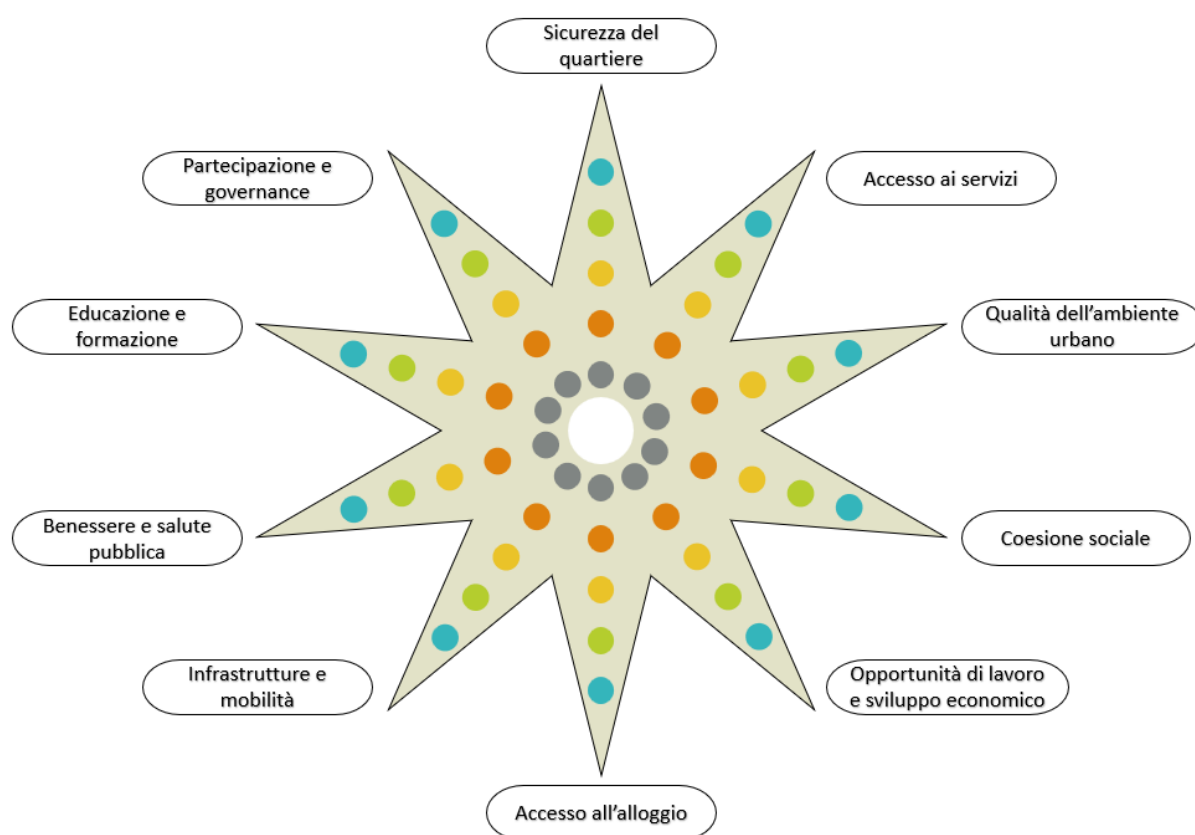 Sicurezza del
quartiere
Partecipazione e
governance
Accesso ai servizi
Educazione e
formazione
Qualità dell’ambiente
urbano
Benessere e salute
pubblica
Coesione sociale
Infrastrutture e
mobilità
Opportunità di lavoro
e sviluppo economico
Accesso all’alloggio